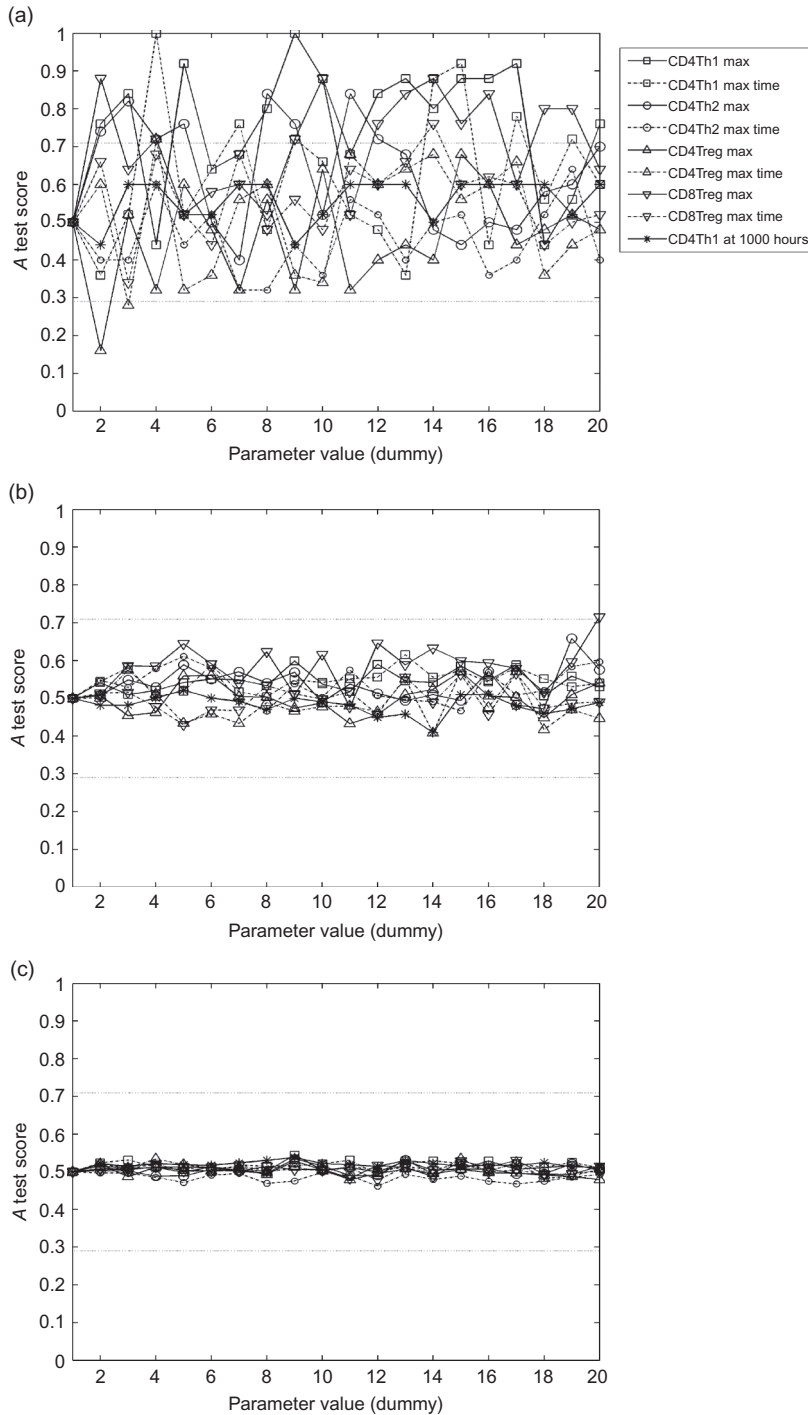 (a)
1
0.9
0.8
0.7
0.6
0.5
0.4
0.3
0.2
0.1
0
A test score
2 4 6 8 10 12 14 16 18 20
Parameter value (dummy)
CD4Th1 max
CD4Th1 max time
CD4Th2 max
CD4Th2 max time
CD4Treg max
CD4Treg max time
CD8Treg max
CD8Treg max time
CD4Th1 at 1000 hours
(b)
1
0.9
0.8
0.7
0.6
0.5
0.4
0.3
0.2
0.1
0
A test score
2 4 6 8 10 12 14 16 18 20
Parameter value (dummy)
(c)
1
0.9
0.8
0.7
0.6
0.5
0.4
0.3
0.2
0.1
0
A test score
2 4 6 8 10 12 14 16 18 20
Parameter value (dummy)